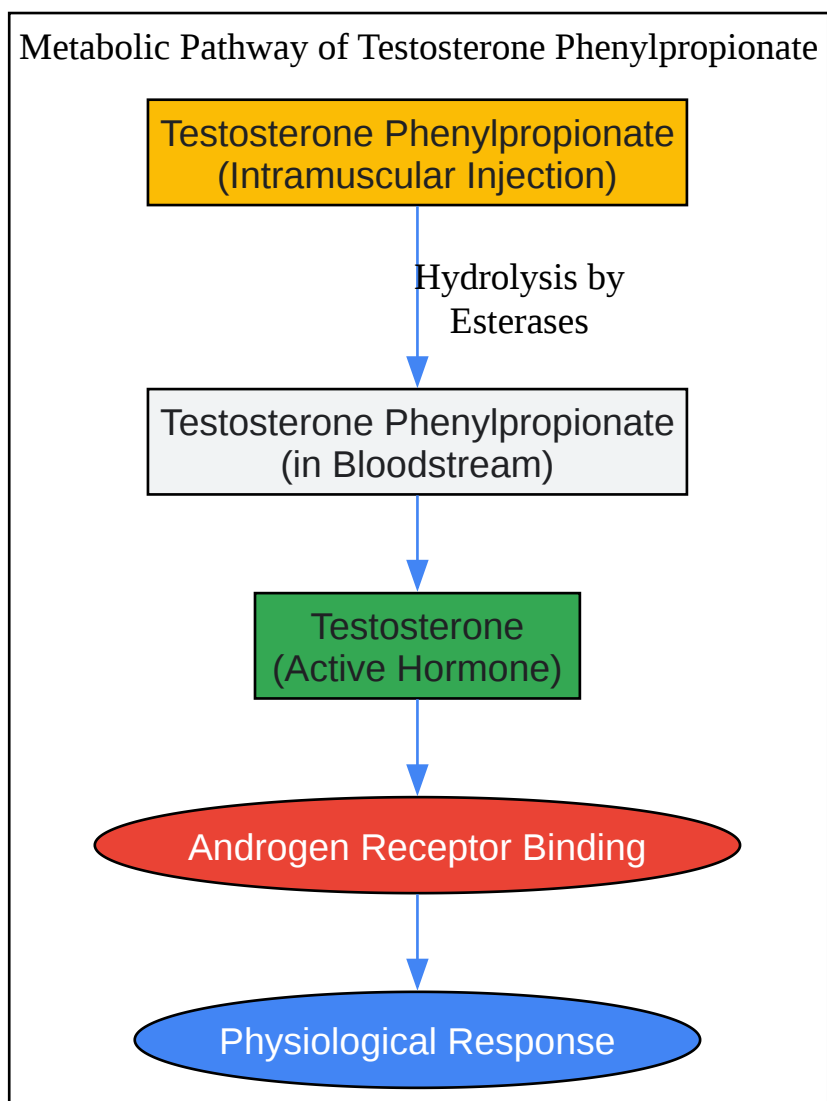 Metabolic Pathway of Testosterone Phenylpropionate
Testosterone Phenylpropionate
(Intramuscular Injection)
Hydrolysis by
Esterases
Testosterone Phenylpropionate
(in Bloodstream)
Testosterone
(Active Hormone)
Androgen Receptor Binding
Physiological Response